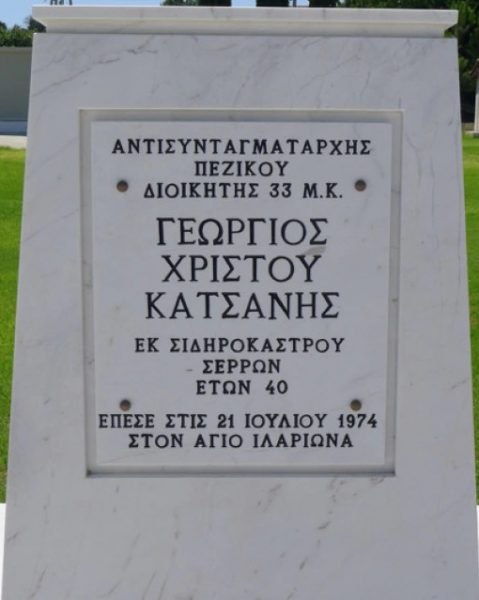 ΑΝΤΙΣΥΝΤΑΓΜΑΤΑΡΧΗΣ
ΠΕΖΙΚΟΥ
ΔΙΟΙΚΗΤΗΣ 33 Μ.Κ.
ΓΕΩΡΓΙΟΣ
ΧΡΙΣΤΟΥ
ΚΑΤΣΑΝΗΣ
ΕΚ ΣΙΔΗΡΟΚΑΣΤΡΟΥ
ΣΕΡΡΩΝ
ΕΤΩΝ 40
ΕΠΕΣΕ ΣΤΙΣ 21 ΙΟΥΛΙΟΥ 1974
ΣΤΟΝ ΑΓΙΟ ΙΛΑΡΙΩΝΑ